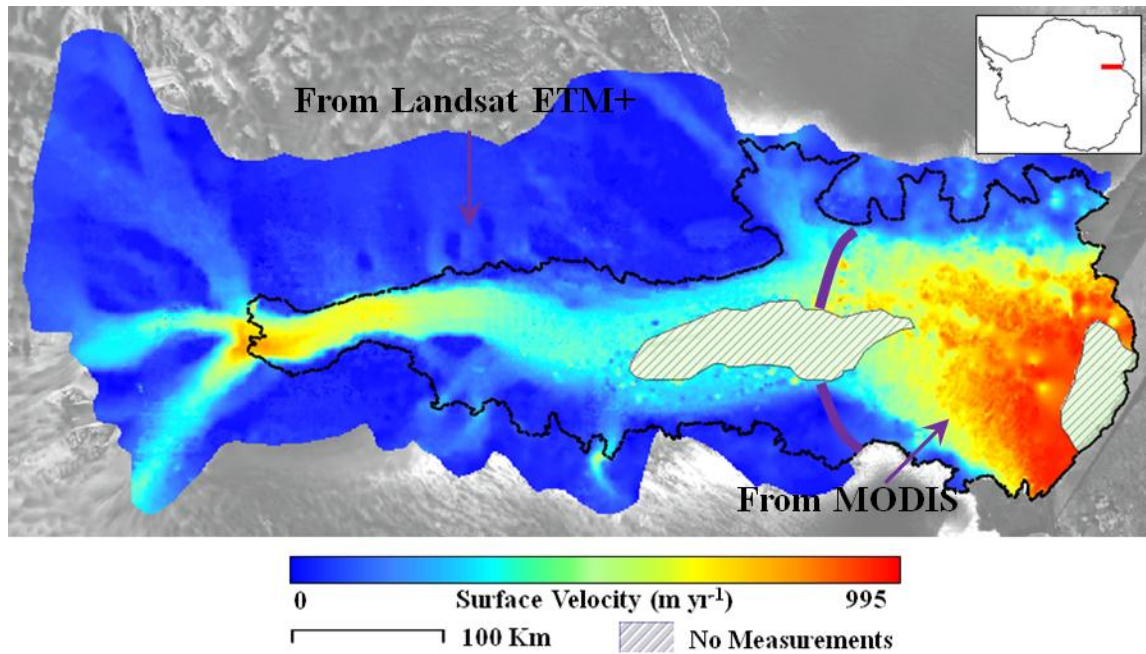 From Landsat ETM+
From MODIS
0 Surface Velocity (m yr-1) 995
100 Km No Measurements